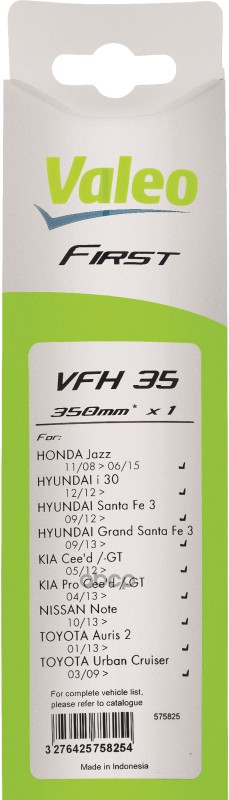 Valeo
FIRST
VFH 35
350mm* x 1
For:
HONDA Jazz
11/08 > 06/15
HYUNDAI i 30
12/12 >
HYUNDAI Santa Fe 3
09/12 >
HYUNDAI Grand Santa Fe 3
09/13 >
KIA Cee'd /-GT
05/12 >
KIA Pro Cee'd /-GT
04/13 >
NISSAN Note
10/13 >
TOYOTA Auris 2
01/13 >
TOYOTA Urban Cruiser
03/09 >
For complete vehicle list,
please refer to catalogue
575825
3 276425 758254
Made in Indonesia